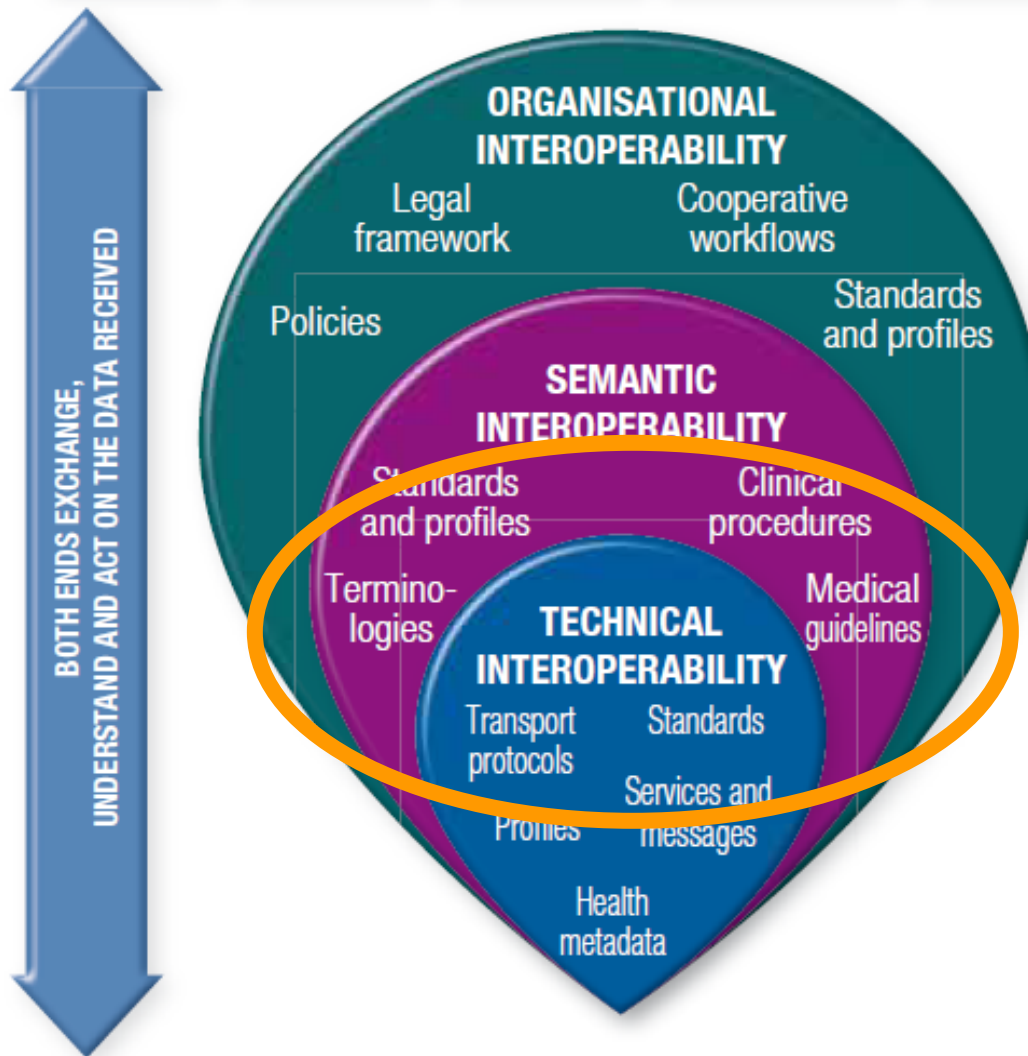 BOTH ENDS EXCHANGE,
UNDERSTAND AND ACT ON THE DATA RECEIVED
ORGANISATIONAL
INTEROPERABILITY
Legal
framework
Cooperative
workflows
Policies
Standards
and profiles
SEMANTIC
INTEROPERABILITY
Standards
and profiles
Clinical
procedures
Termino-
logies
Medical
guidelines
TECHNICAL
INTEROPERABILITY
Transport
protocols
Standards
Services and
messages
Profiles
Health
metadata